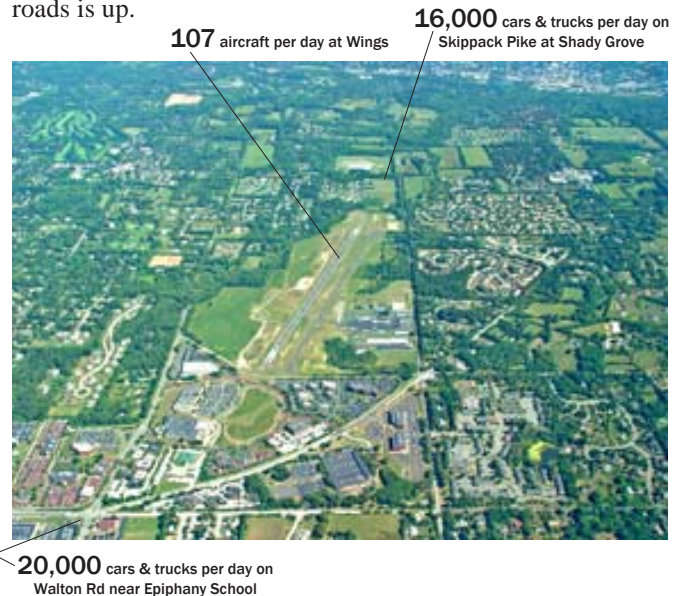 roads is up.
16,000 cars & trucks per day on
Skippack Pike at Shady Grove
107 aircraft per day at Wings
20,000 cars & trucks per day on
Walton Rd near Epiphany School